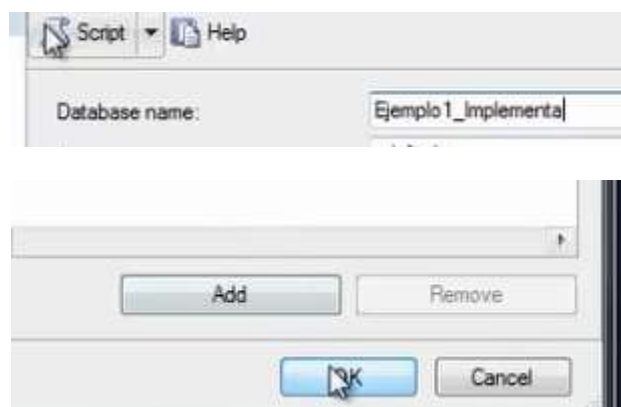 Script Help
Database name: Ejemplo1_Implementa
Add Remove
OK Cancel